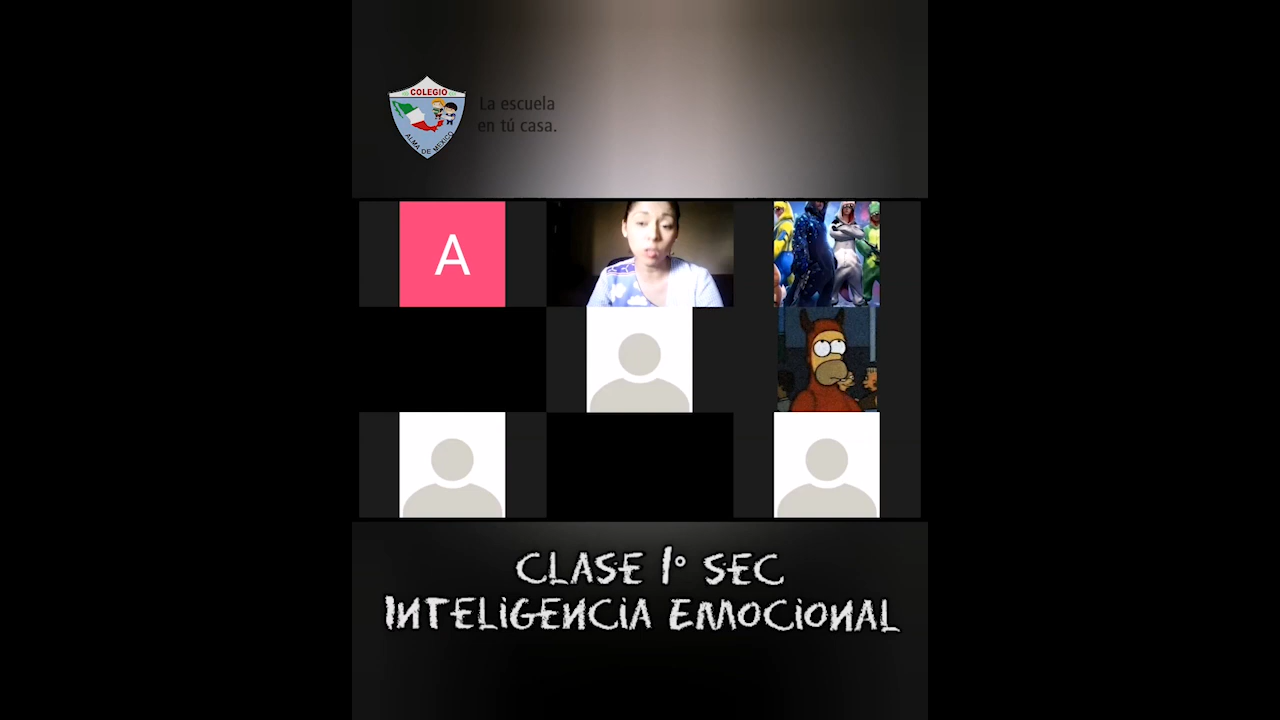 COLEGIO
ALMA DE MEXICO
La escuela
en tú casa.
A
CLASE 1° SEC
INTELIGENCIA EMOCIONAL